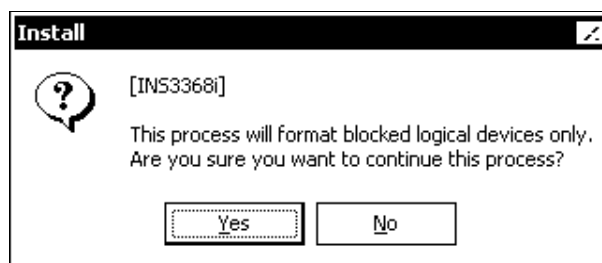 Install
?
[INS3368i]
This process will format blocked logical devices only.
Are you sure you want to continue this process?
Yes
No